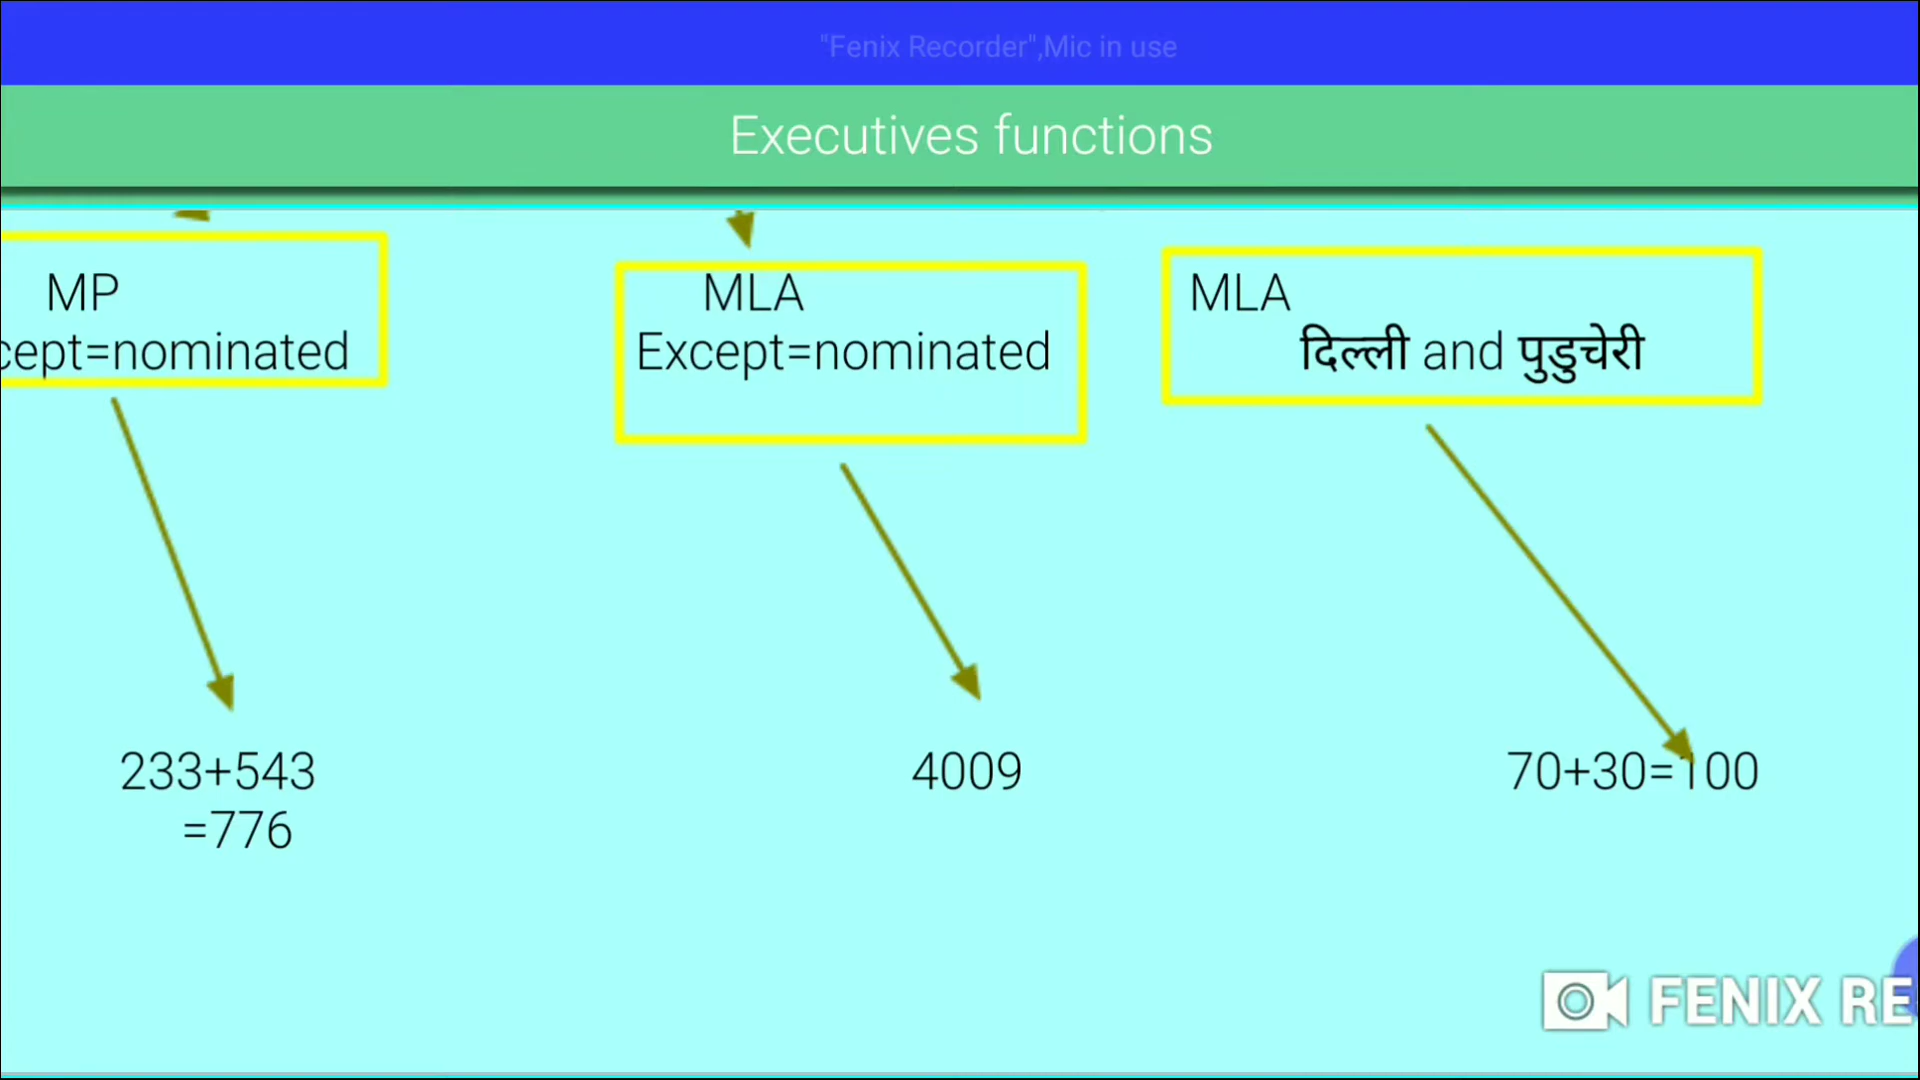 "Fenix Recorder",Mic in use
Executives functions
MP
cept=nominated
MLA
Except=nominated
MLA
दिल्ली and पुडुचेरी
233+543
=776
4009
70+30=100
FENIX RE